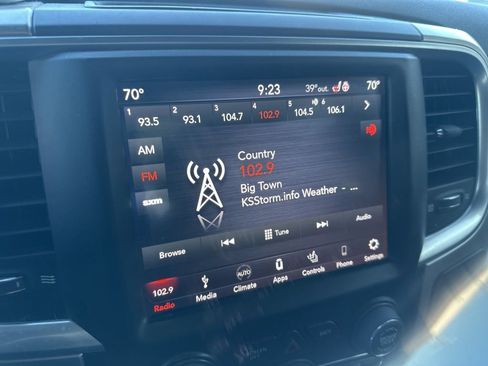 70° 9:23 39° out. 70°
1 93.5 2 93.1 3 104.7 4 102.9 5 104.5 6 106.1
AM
FM
SXM
Country
102.9
Big Town
KSStorm.info Weather - ...
Browse Tune Audio
102.9 AUTO
Radio Media Climate Apps Controls Phone Settings